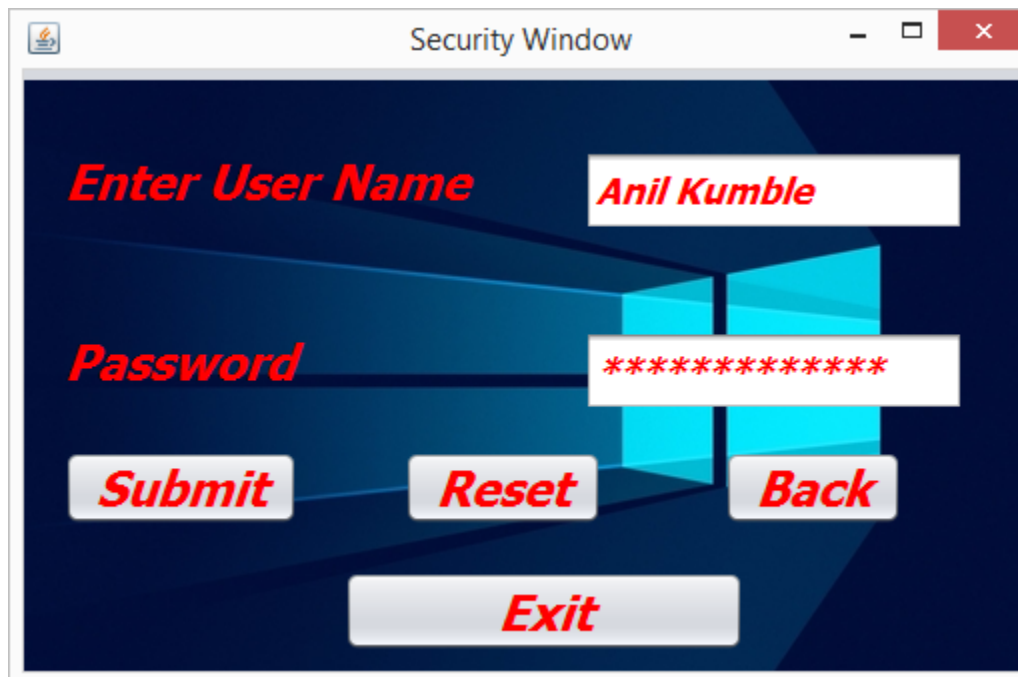 Security Window
Enter User Name
Anil Kumble
Password
*************
Submit
Reset
Back
Exit